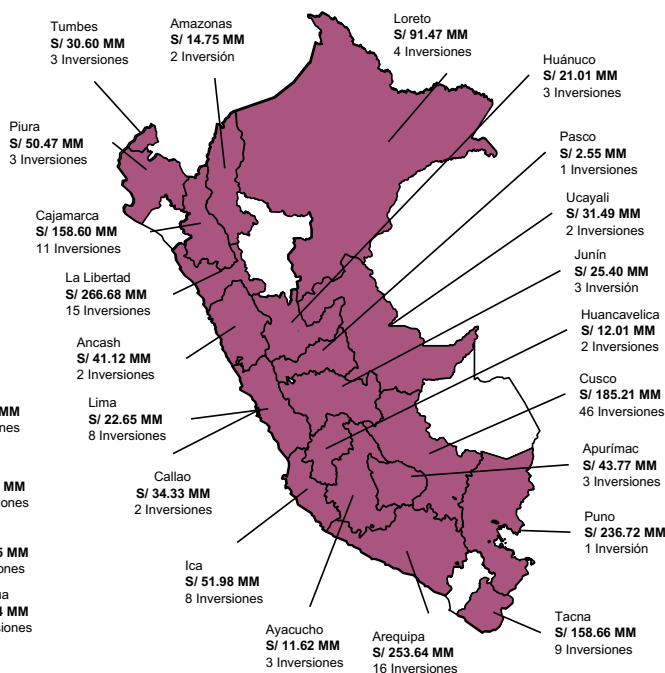 Tumbes
S/ 30.60 MM
3 Inversiones
Amazonas
S/ 14.75 MM
2 Inversión
Loreto
S/ 91.47 MM
4 Inversiones
Huánuco
S/ 21.01 MM
3 Inversiones
Piura
S/ 50.47 MM
3 Inversiones
Pasco
S/ 2.55 MM
1 Inversiones
Cajamarca
S/ 158.60 MM
11 Inversiones
Ucayali
S/ 31.49 MM
2 Inversiones
La Libertad
S/ 266.68 MM
15 Inversiones
Junín
S/ 25.40 MM
3 Inversión
Huancavelica
S/ 12.01 MM
2 Inversiones
Ancash
S/ 41.12 MM
2 Inversiones
Cusco
S/ 185.21 MM
46 Inversiones
Lima
S/ 22.65 MM
8 Inversiones
MM
Apurímac
S/ 43.77 MM
3 Inversiones
Callao
S/ 34.33 MM
2 Inversiones
MM
Puno
S/ 236.72 MM
1 Inversión
Ica
S/ 51.98 MM
8 Inversiones
MM
MM
Ayacucho
S/ 11.62 MM
3 Inversiones
Arequipa
S/ 253.64 MM
16 Inversiones
Tacna
S/ 158.66 MM
9 Inversiones